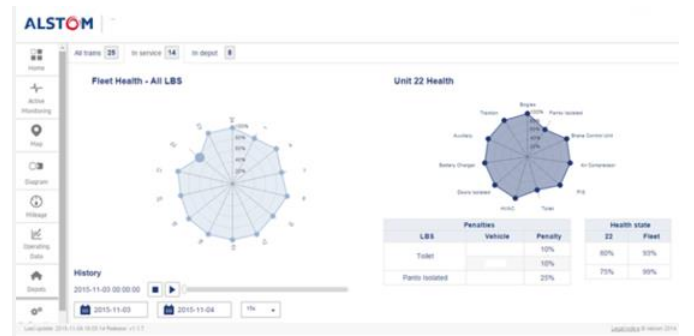 ALSTOM
All trains 25 In service 14 In depot 8
Home
Active
Monitoring
Map
Diagram
Mileage
Operating
Data
Depots
Fleet Health - All LBS
100%
80%
60%
40%
20%
History
2015-11-03 00:00:00
2015-11-03 2015-11-04 15s
Unit 22 Health
Bogies
Traction
Panto Isolated
Auxiliary
Brake Control Unit
Battery Charger
Air Compressor
Doors Isolated
PIS
HVAC
Toilet
Penalties
LBS Vehicle Penalty
Toilet
10%
10%
Panto Isolated 25%
Health state
22 Fleet
80% 93%
75% 99%